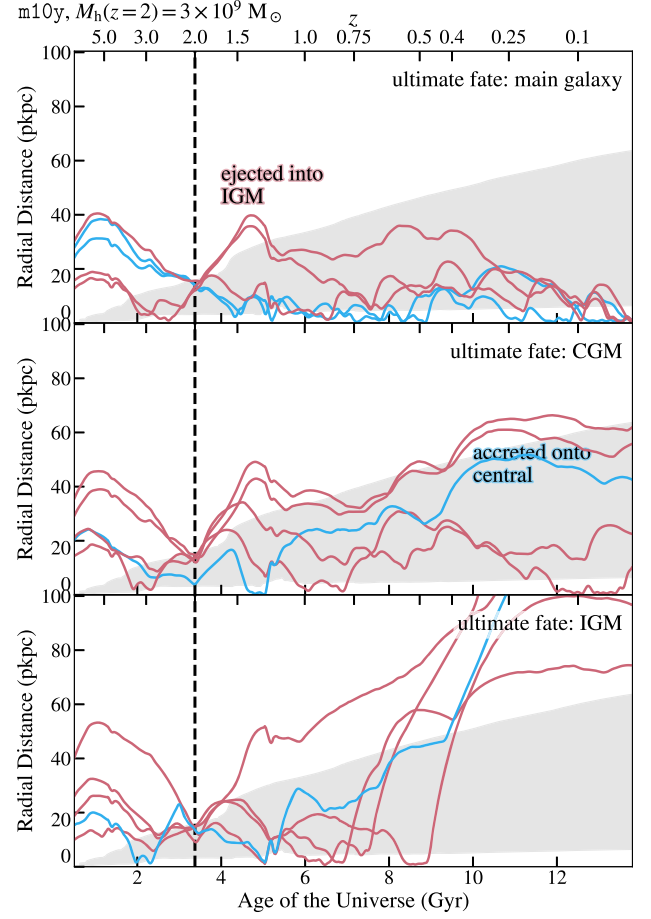 m10y, M_h(z=2)=3×10⁹ M_⊙
z
5.0 3.0 2.0 1.5 1.0 0.75 0.5 0.4 0.25 0.1
100
80
60
40
20
0
Radial Distance (pkpc)
ultimate fate: main galaxy
ejected into
IGM
100
80
60
40
20
0
Radial Distance (pkpc)
ultimate fate: CGM
accreted onto
central
100
80
60
40
20
0
Radial Distance (pkpc)
ultimate fate: IGM
2 4 6 8 10 12
Age of the Universe (Gyr)